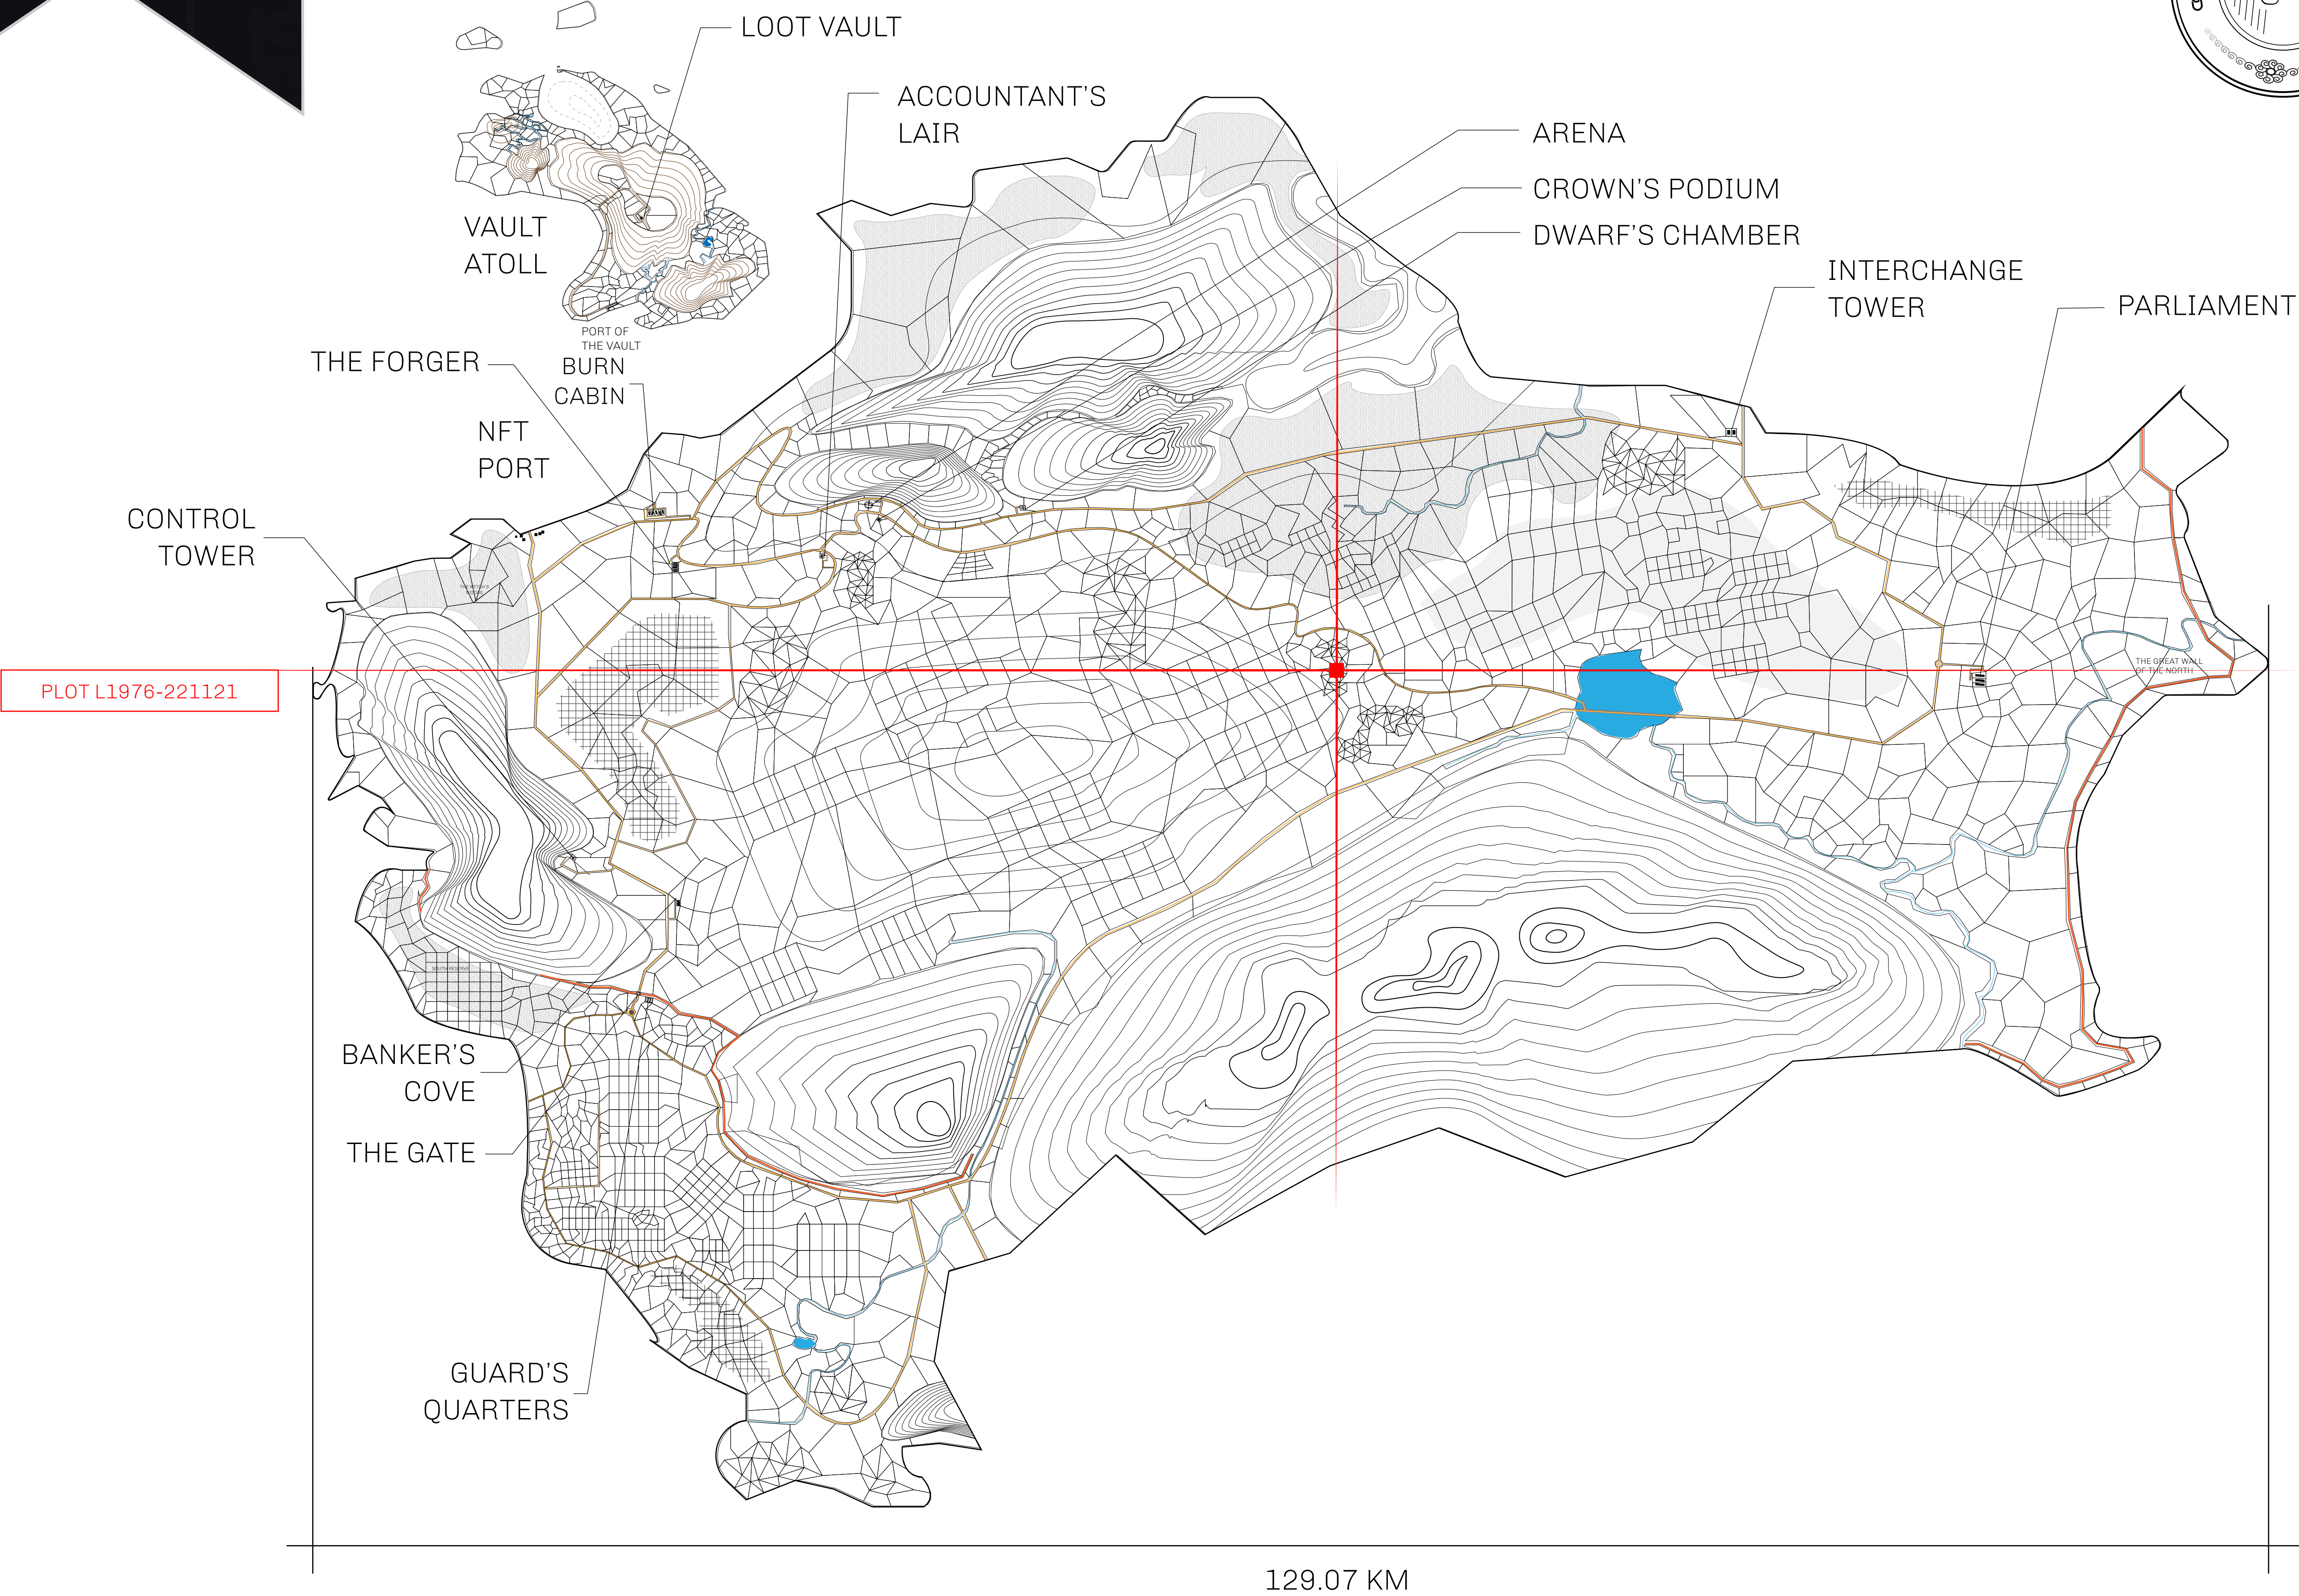 LOOT VAULT
ACCOUNTANT'S
LAIR
ARENA
CROWN'S PODIUM
DWARF'S CHAMBER
VAULT
ATOLL
INTERCHANGE
TOWER
PARLIAMENT
PORT OF
THE VAULT
THE FORGER
BURN
CABIN
NFT
PORT
CONTROL
TOWER
THE GREAT WALL
OF THE NORTH
PLOT L1976-221121
SOUTH RESERVE
BANKER'S
COVE
THE GATE
GUARD'S
QUARTERS
129.07 KM